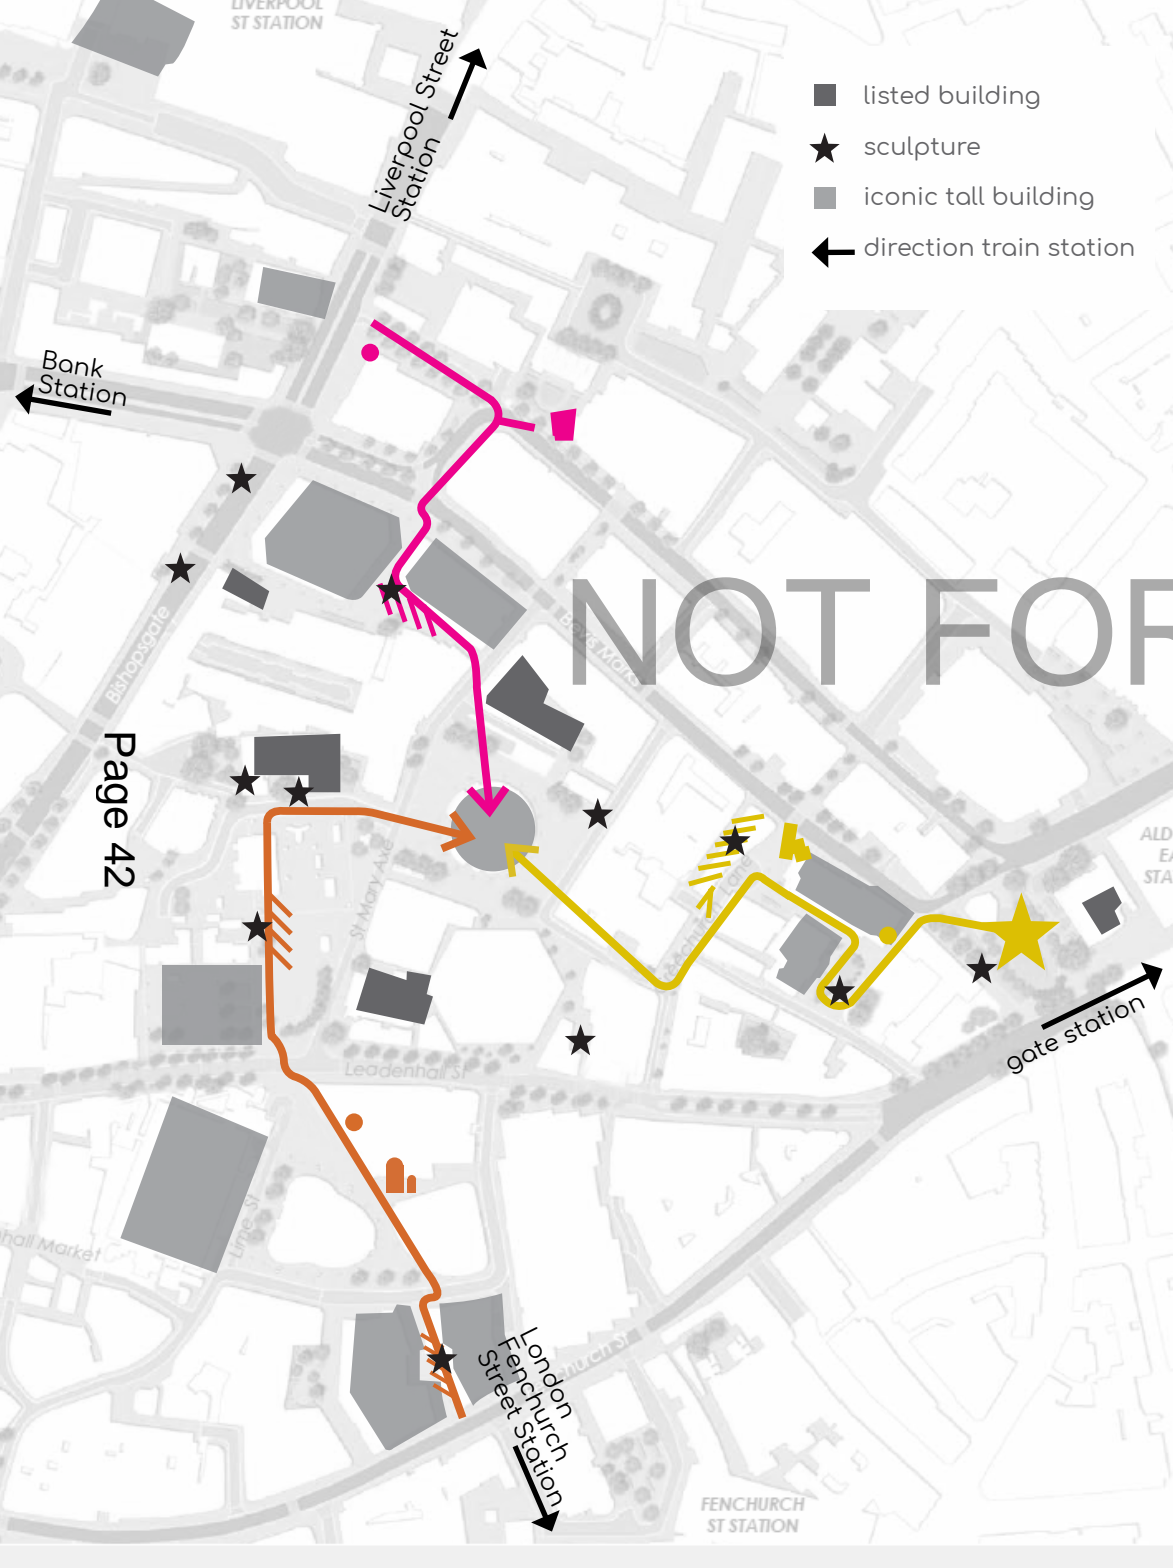 LIVERPOOL
ST STATION
Liverpool Street
Station
listed building
sculpture
iconic tall building
direction train station
Bank
Station
NOT FOR
Bevis Marks
Bishopsgate
Page 42
St Mary Axe
gate station
Leadenhall St
Lime St
Market
London
Fenchurch
Street Station
FENCHURCH
ST STATION